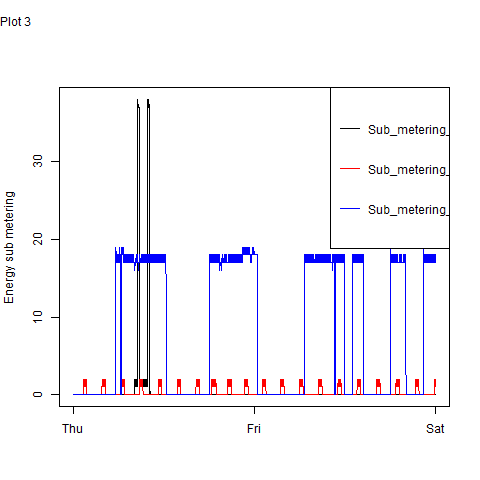 Plot 3
Sub_metering_
Sub_metering_
Sub_metering_
Energy sub metering
30
20
10
0
Thu Fri Sat